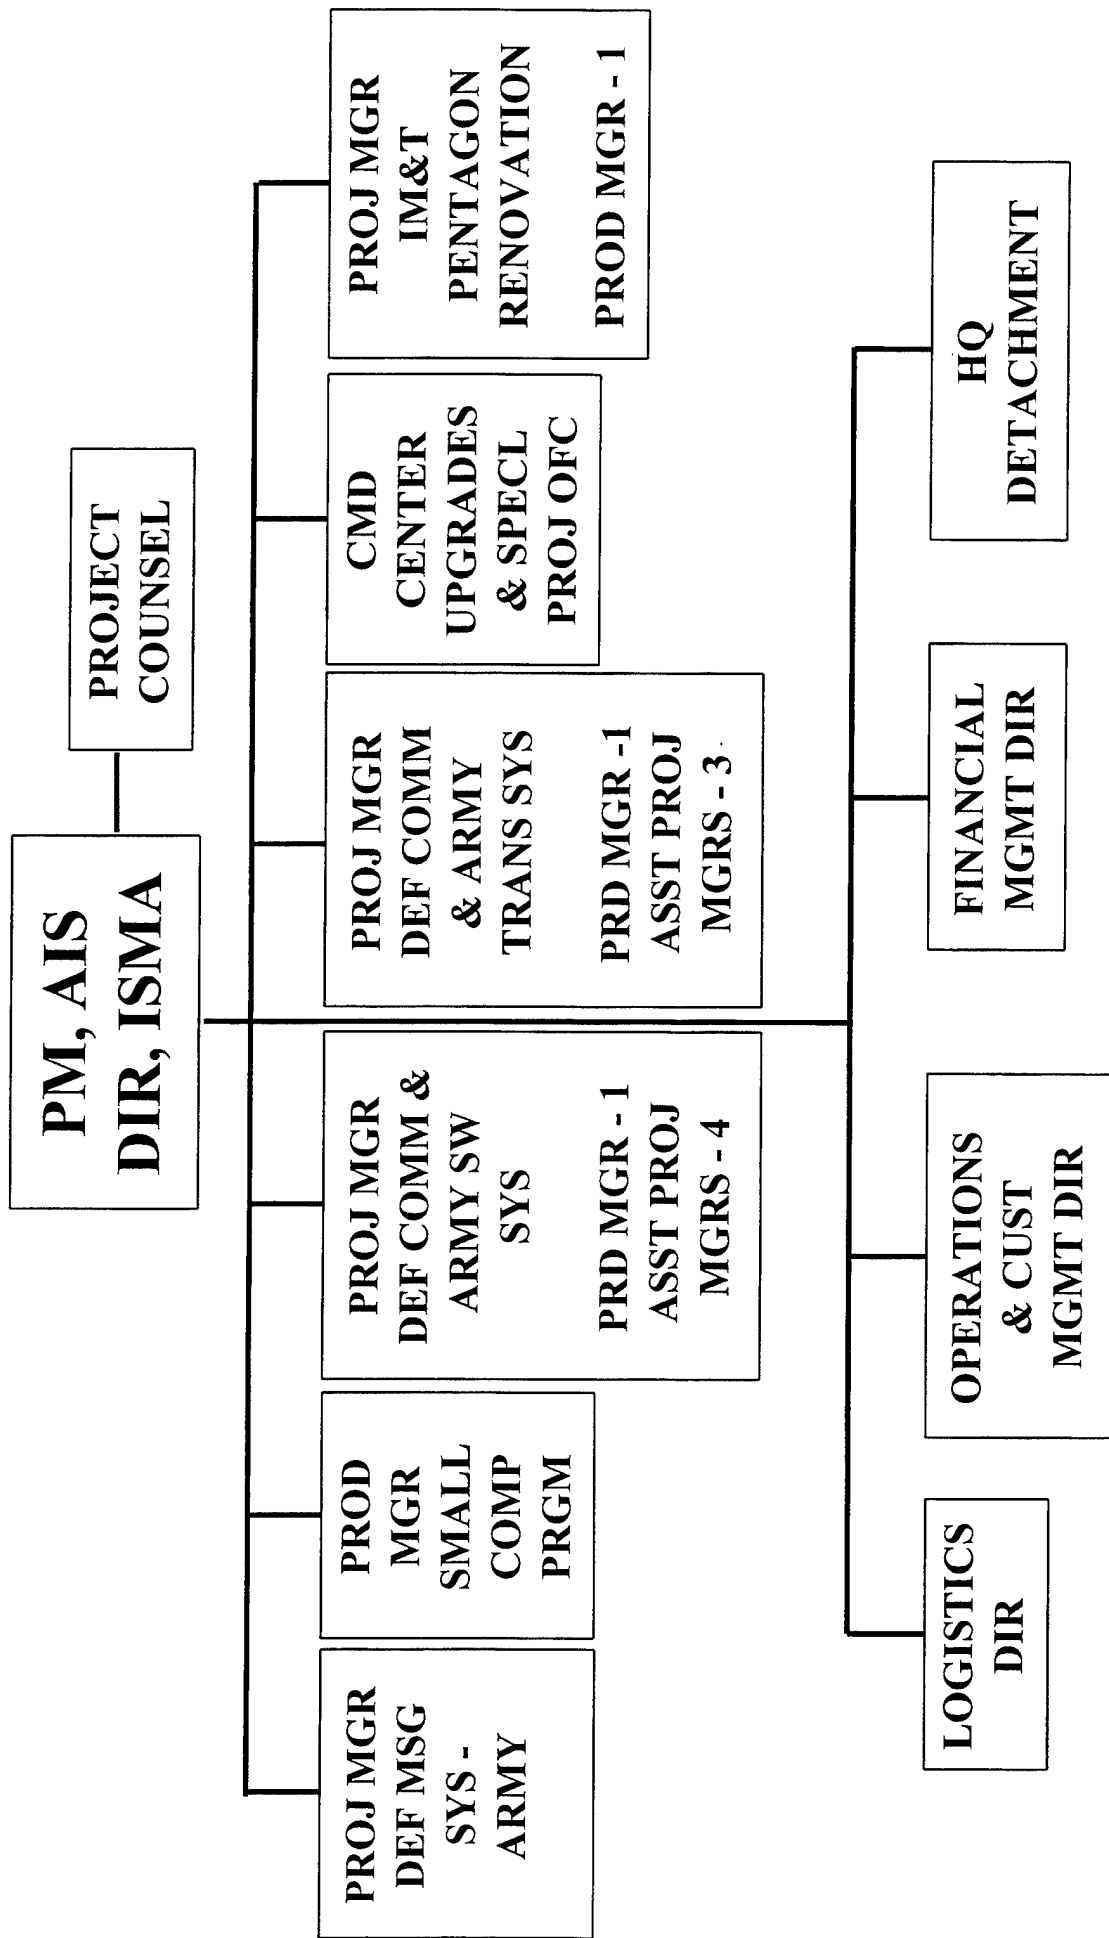 PM, AIS
DIR, ISMA
PROJECT
COUNSEL
PROJ MGR
DEF MSG
SYS -
ARMY
PROD
MGR
SMALL
COMP
PRGM
PROJ MGR
DEF COMM &
ARMY SW
SYS
PRD MGR - 1
ASST PROJ
MGRS - 4
PROJ MGR
DEF COMM
& ARMY
TRANS SYS
PRD MGR -1
ASST PROJ
MGRS - 3
CMD
CENTER
UPGRADES
& SPECL
PROJ OFC
PROJ MGR
IM&T
PENTAGON
RENOVATION
PROD MGR - 1
LOGISTICS
DIR
OPERATIONS
& CUST
MGMT DIR
FINANCIAL
MGMT DIR
HQ
DETACHMENT